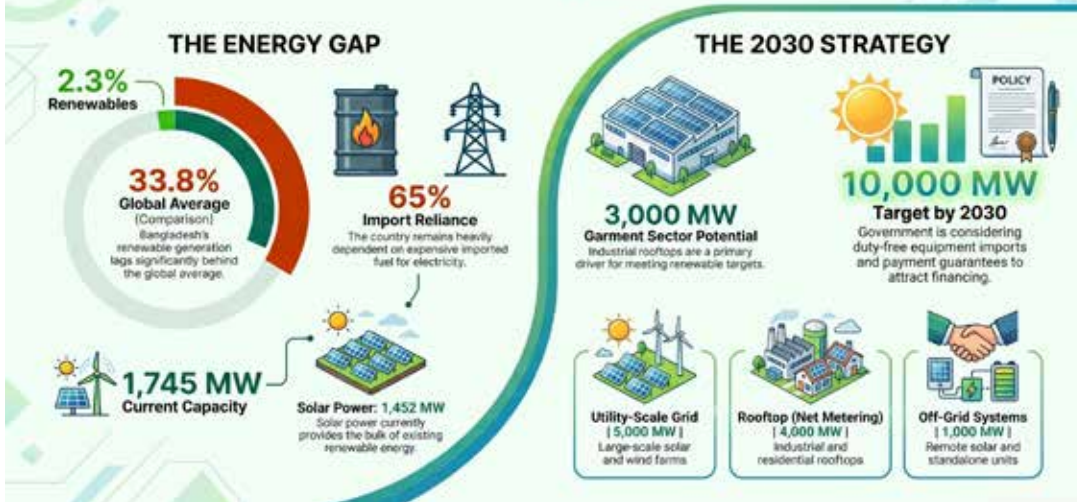 THE ENERGY GAP
2.3%
Renewables
33.8%
Global Average
(Comparison)
Bangladesh's
renewable generation
lags significantly behind
the global average.
65%
Import Reliance
The country remains heavily
dependent on expensive imported
fuel for electricity.
1,745 MW
Current Capacity
Solar Power: 1,452 MW
Solar power currently
provides the bulk of existing
renewable energy.
THE 2030 STRATEGY
3,000 MW
Garment Sector Potential
Industrial rooftops are a primary
driver for meeting renewable targets.
POLICY
10,000 MW
Target by 2030
Government is considering
duty-free equipment imports
and payment guarantees to
attract financing.
Utility-Scale Grid
| 5,000 MW |
Large-scale solar
and wind farms
Rooftop (Net Metering)
| 4,000 MW |
Industrial and
residential rooftops
Off-Grid Systems
| 1,000 MW |
Remote solar and
standalone units